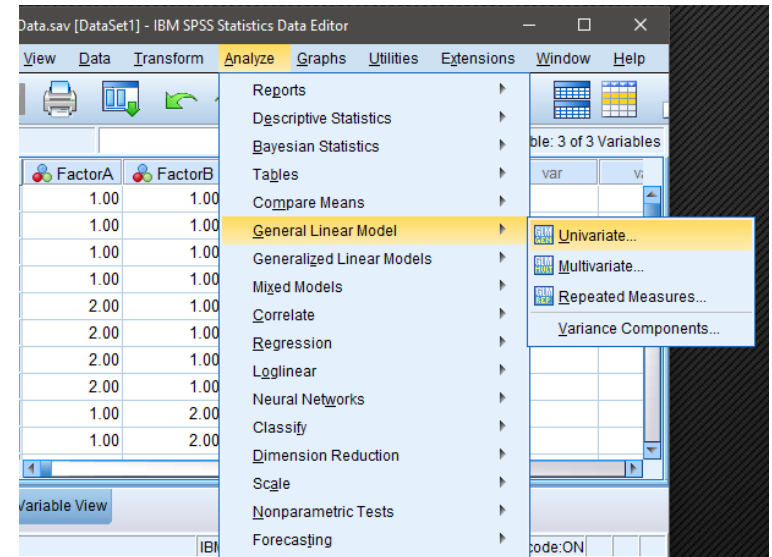 Data.sav [DataSet1] - IBM SPSS Statistics Data Editor
View Data Transform Analyze Graphs Utilities Extensions Window Help
Reports
Descriptive Statistics
Bayesian Statistics
ble: 3 of 3 Variables
Tables
FactorA FactorB var va
1.00 1.00
Compare Means
1.00 1.00
General Linear Model
Univariate...
1.00 1.00
Generalized Linear Models
Multivariate...
1.00 1.00
Mixed Models
Repeated Measures...
2.00 1.00
Correlate
Variance Components...
2.00 1.00
Regression
2.00 1.00
Loglinear
2.00 1.00
Neural Networks
1.00 2.00
Classify
1.00 2.00
Dimension Reduction
Scale
Variable View
Nonparametric Tests
Forecasting
IBM
code:ON